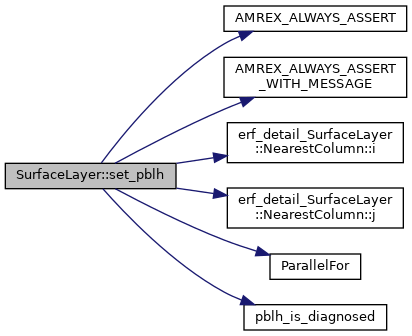 AMREX_ALWAYS_ASSERT
AMREX_ALWAYS_ASSERT
_WITH_MESSAGE
erf_detail_SurfaceLayer
::NearestColumn::i
SurfaceLayer::set_pblh
erf_detail_SurfaceLayer
::NearestColumn::j
ParallelFor
pblh_is_diagnosed